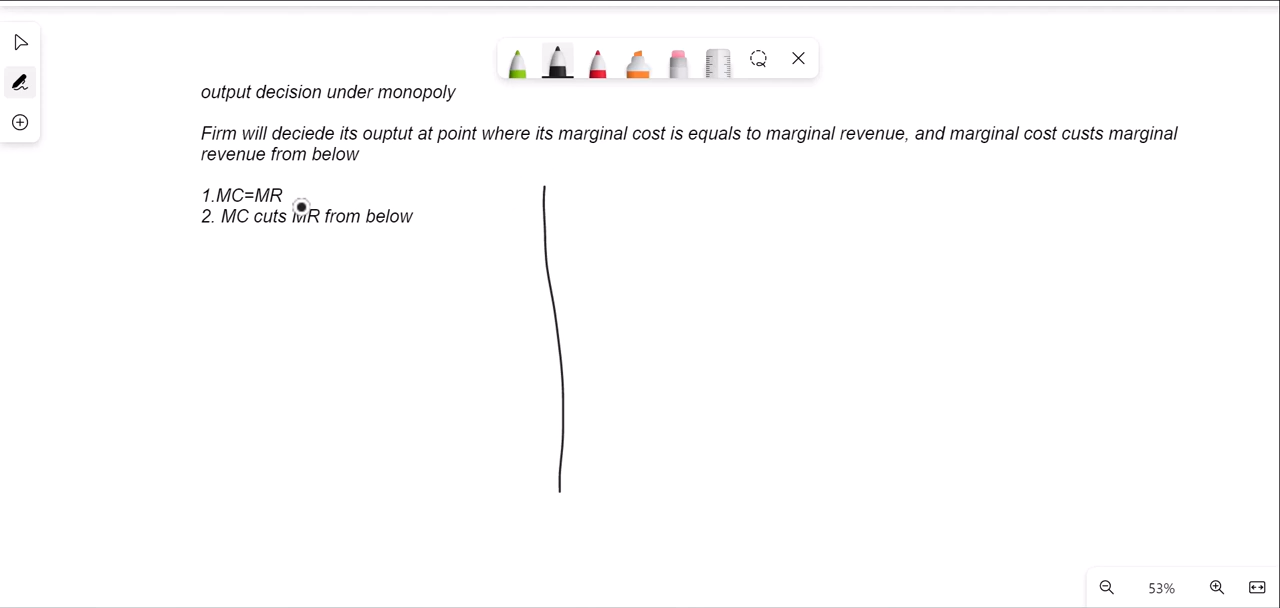 output decision under monopoly
Firm will deciede its ouptut at point where its marginal cost is equals to marginal revenue, and marginal cost custs marginal
revenue from below
1.MC=MR
2. MC cuts MR from below
53%